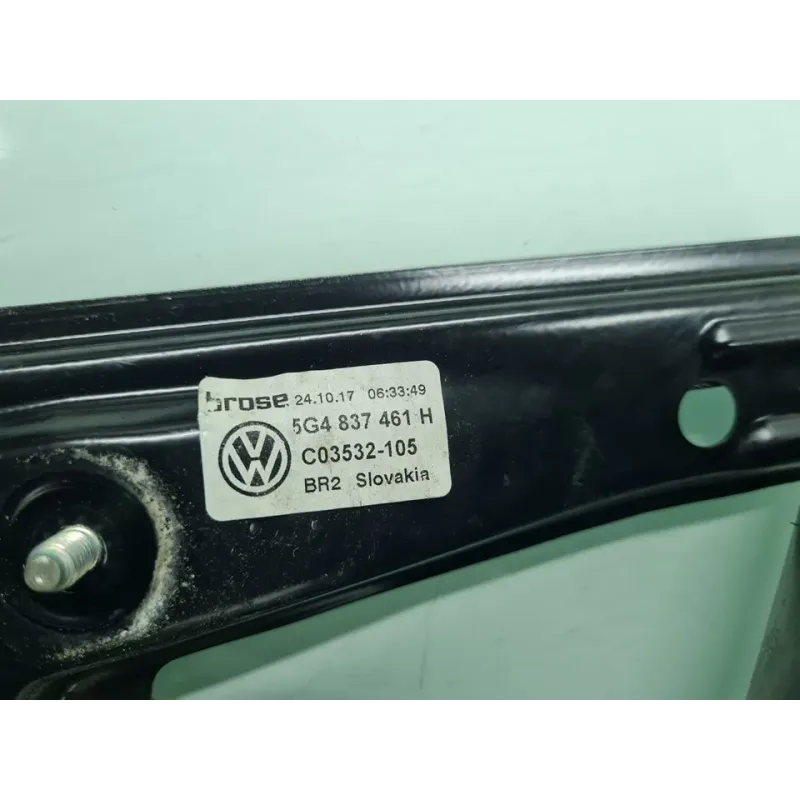 brose 24.10.17 06:33:49
5G4 837 461 H
C03532-105
BR2 Slovakia